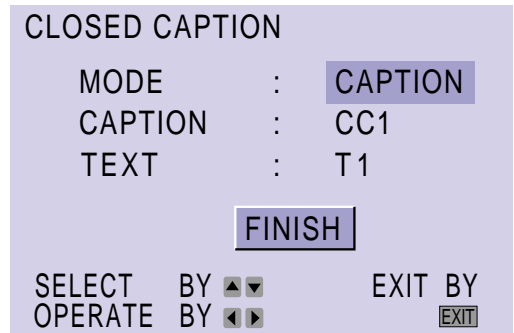 CLOSED CAPTION
MODE : CAPTION
CAPTION : CC1
TEXT : T1
FINISH
SELECT BY ▲▼ EXIT BY
OPERATE BY ◀▶ EXIT